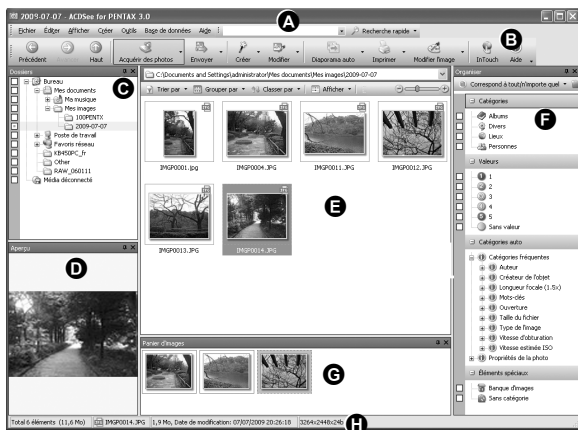 2009-07-07 - ACDSee for PENTAX 3.0
A
Fichier Editer Afficher Créer Outils Base de données Aide Recherche rapide
B
Précédent Suivant Haut Acquérir des photos Envoyer Créer Modifier Diaporama auto Imprimer Modifier l'image InTouch Aide
Dossiers
C
Bureau
Mes documents
Ma musique
Mes images
100PENTX
2009-07-07
Poste de travail
Favoris réseau
KB450PC_fr
Other
RAW_060111
Média déconnecté
C:\Documents and Settings\administrator\Mes documents\Mes images\2009-07-07
Trier par Grouper par Classer par Afficher
IMGP0001.jpg IMGP0004.JPG IMGP0011.JPG IMGP0012.JPG
E
IMGP0013.JPG IMGP0014.JPG
Aperçu
D
Panier d'images
G
Organiser
Correspond à tout/n'importe quel
F
Catégories
Albums
Divers
Lieux
Personnes
Valeurs
1
2
3
4
5
Sans valeur
Catégories auto
Catégories fréquentes
Auteur
Créateur de l'objet
Longueur focale (1.5x)
Mots-clés
Ouverture
Taille du fichier
Type de l'image
Vitesse d'obturation
Vitesse estimée ISO
Propriétés de la photo
Éléments spéciaux
Banque d'images
Sans catégorie
Total 6 éléments (11,6 Mo) IMGP0014.JPG 1,9 Mo, Date de modification: 07/07/2009 20:26:18 3264x2448x24b
H